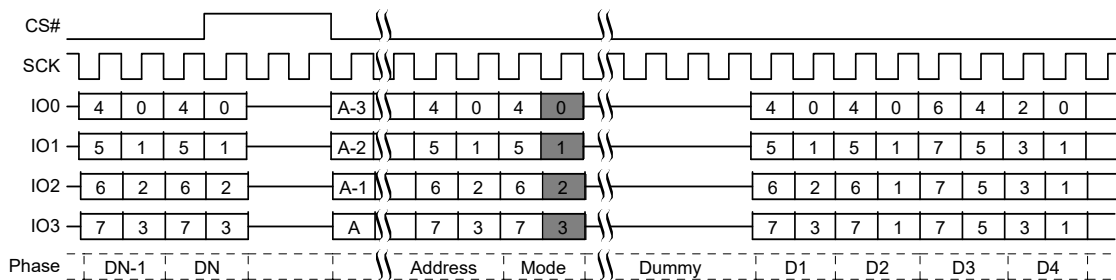 CS#
SCK
IO0 4 0 4 0 A-3 4 0 4 0 4 0 4 0 6 4 2 0
IO1 5 1 5 1 A-2 5 1 5 1 5 1 5 1 7 5 3 1
IO2 6 2 6 2 A-1 6 2 6 2 6 2 6 1 7 5 3 1
IO3 7 3 7 3 A 7 3 7 3 7 3 7 1 7 5 3 1
Phase DN-1 DN Address Mode Dummy D1 D2 D3 D4